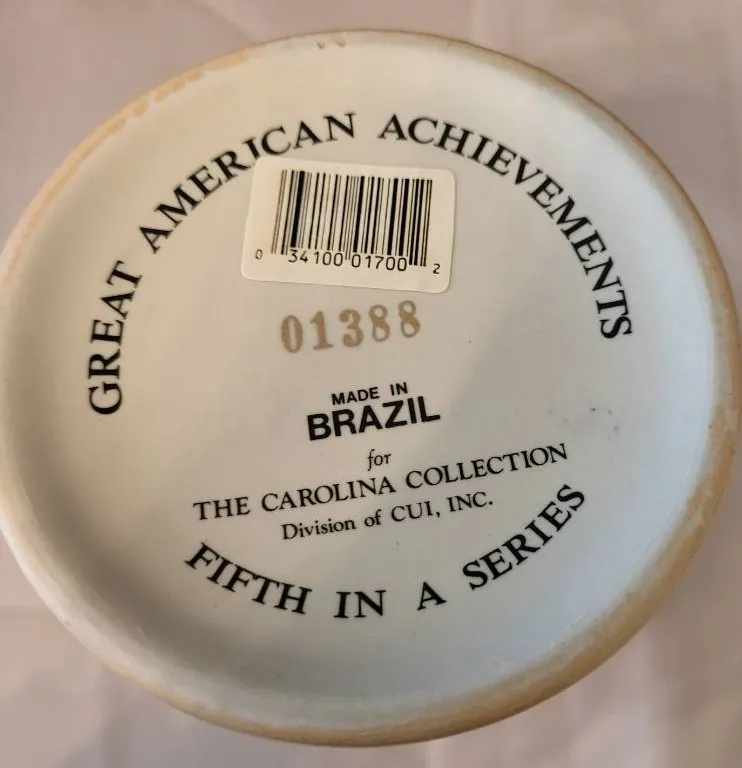 GREAT AMERICAN ACHIEVEMENTS
0 34100 01700 2
01388
MADE IN
BRAZIL
for
THE CAROLINA COLLECTION
Division of CUI, INC.
FIFTH IN A SERIES